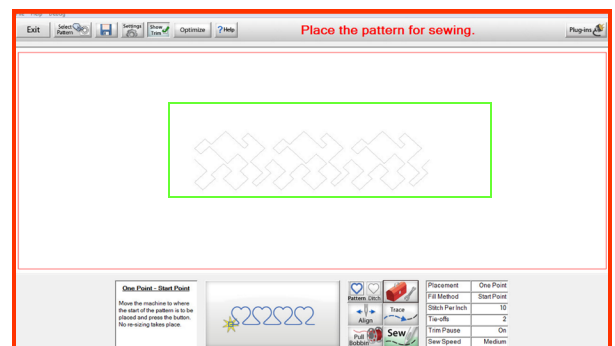 Exit
Select
Pattern
Settings
Show
Trim
Optimize
?Help
Place the pattern for sewing.
Plug-ins
One Point - Start Point
Move the machine to where
the start of the pattern is to be
placed and press the button.
No re-sizing takes place.
Pattern Ditch
Align
Trace
Pull
Bobbin
Sew
Placement One Point
Fill Method Start Point
Stitch Per Inch 10
Tie-offs 2
Trim Pause On
Sew Speed Medium